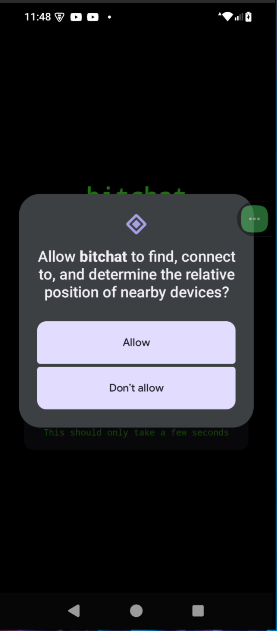 11:48
bitchat
Allow bitchat to find, connect
to, and determine the relative
position of nearby devices?
Allow
Don't allow
This should only take a few seconds